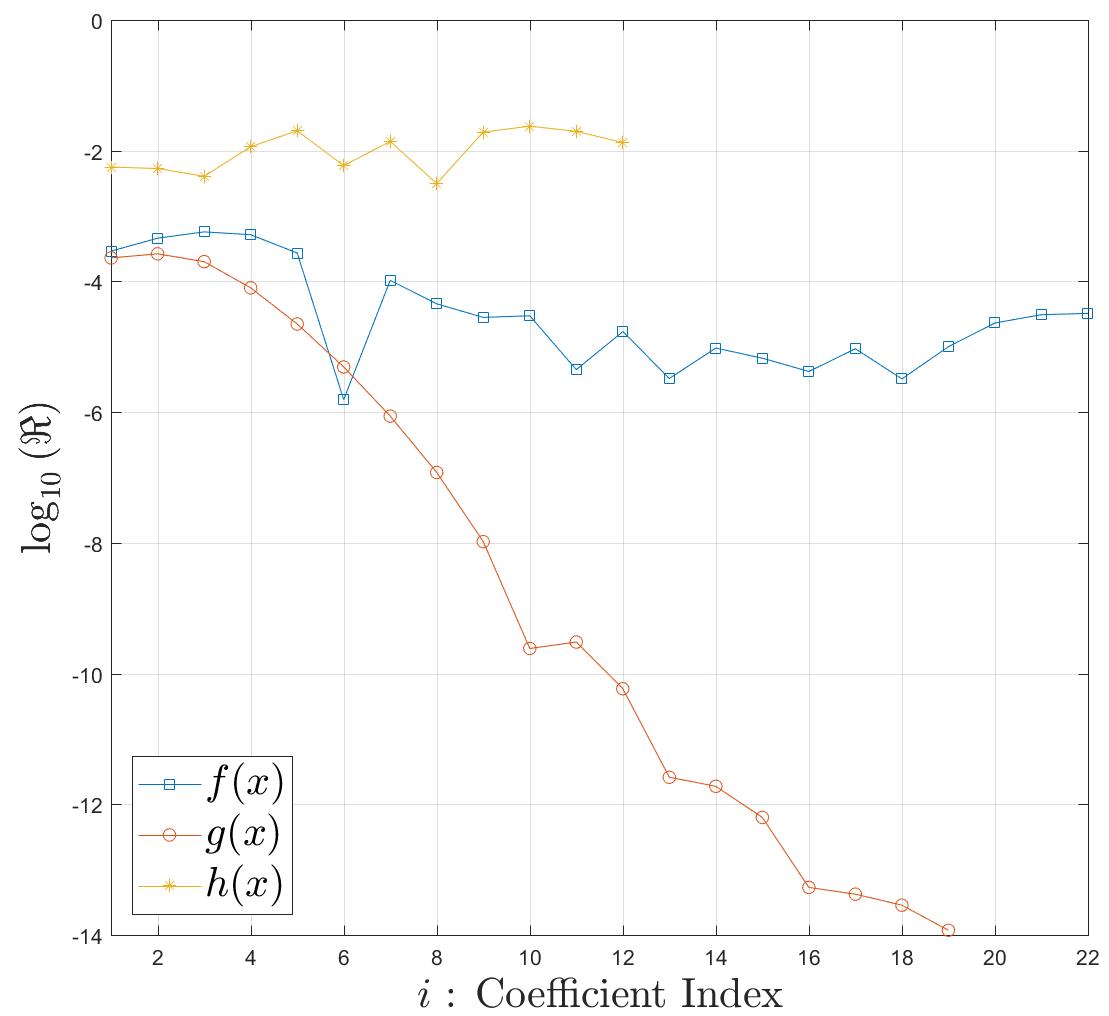 0
-2
-4
-6
-8
-10
-12
-14
log₁₀(ℜ)
f(x)
g(x)
h(x)
2 4 6 8 10 12 14 16 18 20 22
i : Coefficient Index